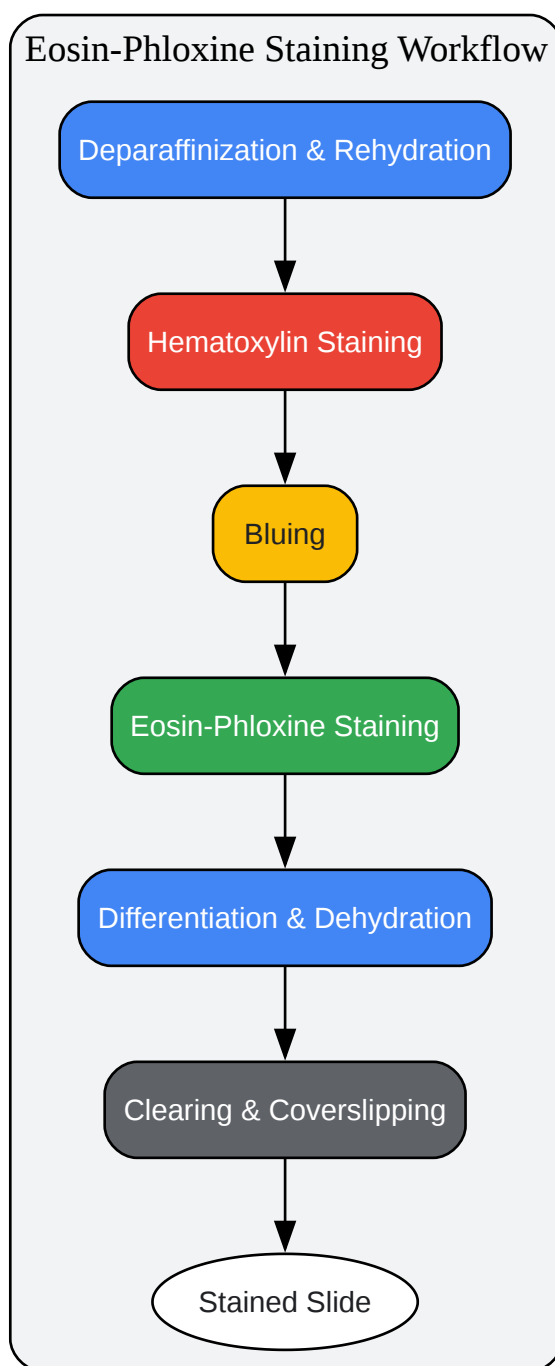 Eosin-Phloxine Staining Workflow
Deparaffinization & Rehydration
Hematoxylin Staining
Bluing
Eosin-Phloxine Staining
Differentiation & Dehydration
Clearing & Coverslipping
Stained Slide